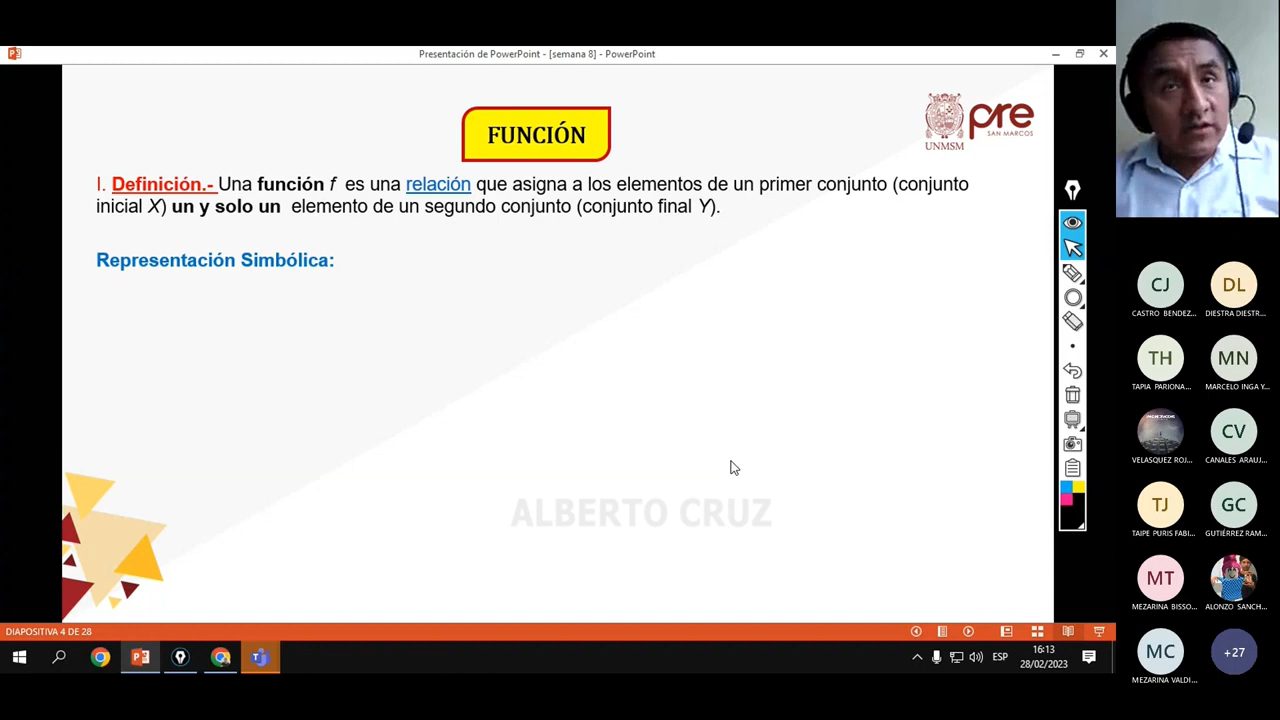 Presentación de PowerPoint - [semana 8] - PowerPoint
FUNCIÓN
UNMSM
pre
SAN MARCOS
I. Definición.- Una función f es una relación que asigna a los elementos de un primer conjunto (conjunto
inicial X) un y solo un elemento de un segundo conjunto (conjunto final Y).
Representación Simbólica:
ALBERTO CRUZ
DIAPOSITIVA 4 DE 28
ESP
16:13
28/02/2023
CJ
CASTRO BENDEZ...
DL
DIESTRA DIESTR...
TH
TAPIA PARIONA...
MN
MARCELO INGA Y...
VELASQUEZ ROJ...
CV
CANALES ARAUJ...
TJ
TAIPE PURIS FABI...
GC
GUTIÉRREZ RAM...
MT
MEZARINA BISSO...
ALONZO SANCH...
MC
MEZARINA VALDI...
+27